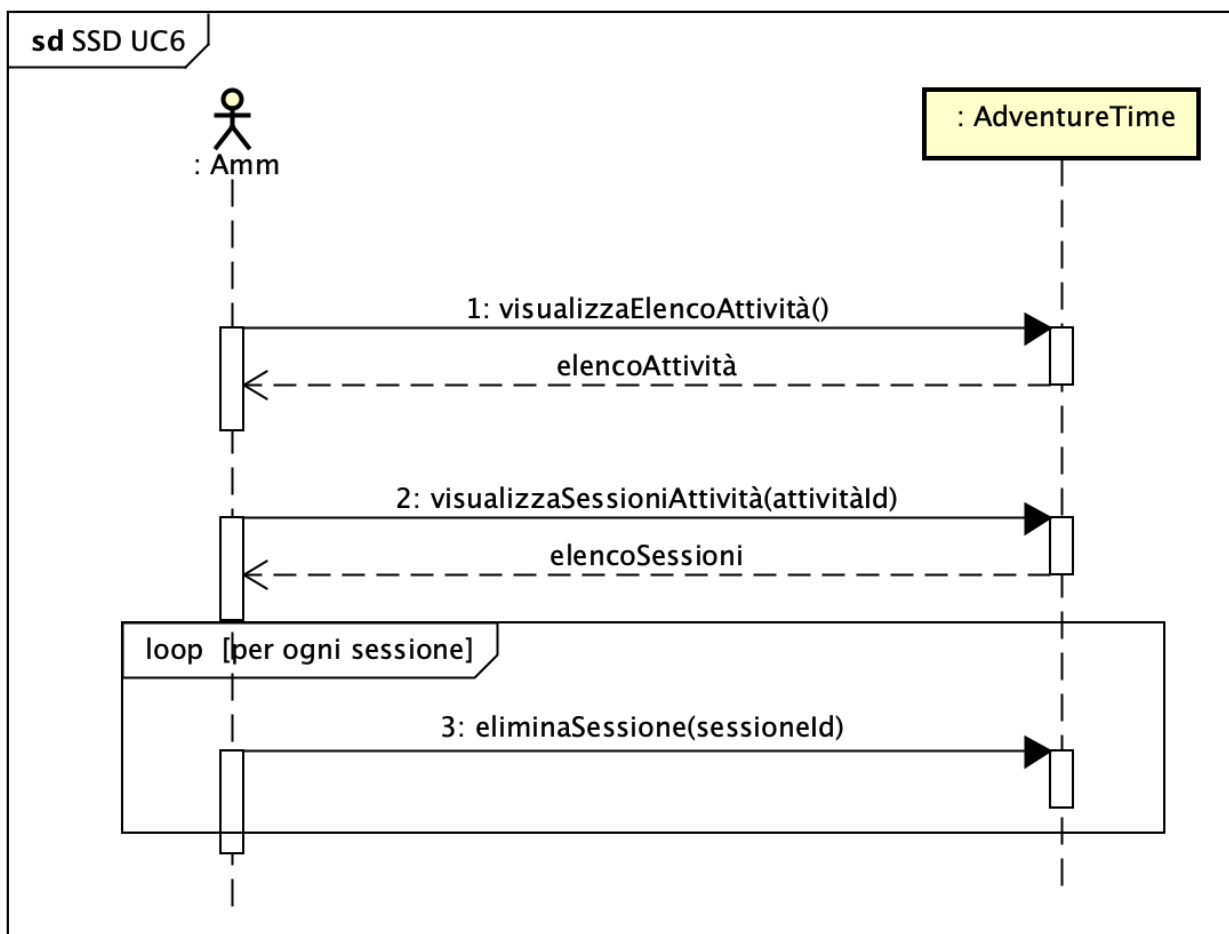 sd SSD UC6
: Amm
: AdventureTime
1: visualizzaElencoAttività()
elencoAttività
2: visualizzaSessioniAttività(attivitàId)
elencoSessioni
loop [per ogni sessione]
3: eliminaSessione(sessioneId)